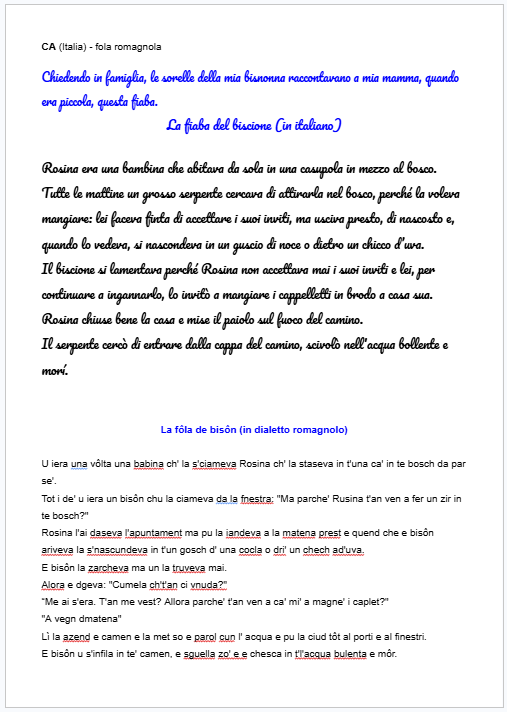 CA (Italia) - fola romagnola
Chiedendo in famiglia, le sorelle della mia bisnonna raccontavano a mia mamma, quando
era piccola, questa fiaba.
La fiaba del biscione (in italiano)
Rosina era una bambina che abitava da sola in una casupola in mezzo al bosco.
Tutte le mattine un grosso serpente cercava di attirarla nel bosco, perché la voleva
mangiare: lei faceva finta di accettare i suoi inviti, ma usciva presto, di nascosto e,
quando lo vedeva, si nascondeva in un guscio di noce o dietro un chicco d'uva.
Il biscione si lamentava perché Rosina non accettava mai i suoi inviti e lei, per
continuare a ingannarlo, lo invitò a mangiare i cappelletti in brodo a casa sua.
Rosina chiuse bene la casa e mise il paiolo sul fuoco del camino.
Il serpente cercò di entrare dalla cappa del camino, scivolò nell'acqua bollente e
morí.
La fôla de bisôn (in dialetto romagnolo)
U iera una vôlta una babina ch' la s'ciameva Rosina ch' la staseva in t'una ca' in te bosch da par
se'.
Tot i de' u iera un bisôn chu la ciameva da la fnestra: "Ma parche' Rusina t'an ven a fer un zir in
te bosch?"
Rosina l'ai daseva l'apuntament ma pu la iandeva a la matena prest e quend che e bisôn
ariveva la s'nascundeva in t'un gosch d' una cocla o dri' un chech ad'uva.
E bisôn la zarcheva ma un la truveva mai.
Alora e dgeva: "Cumela ch't'an ci vnuda?"
"Me ai s'era. T'an me vest? Allora parche' t'an ven a ca' mi' a magne' i caplet?"
"A vegn dmatena"
Lì la azend e camen e la met so e parol cun l' acqua e pu la ciud tôt al porti e al finestri.
E bisôn u s'infila in te' camen, e sguella zo' e e chesca in t'l'acqua bulenta e môr.